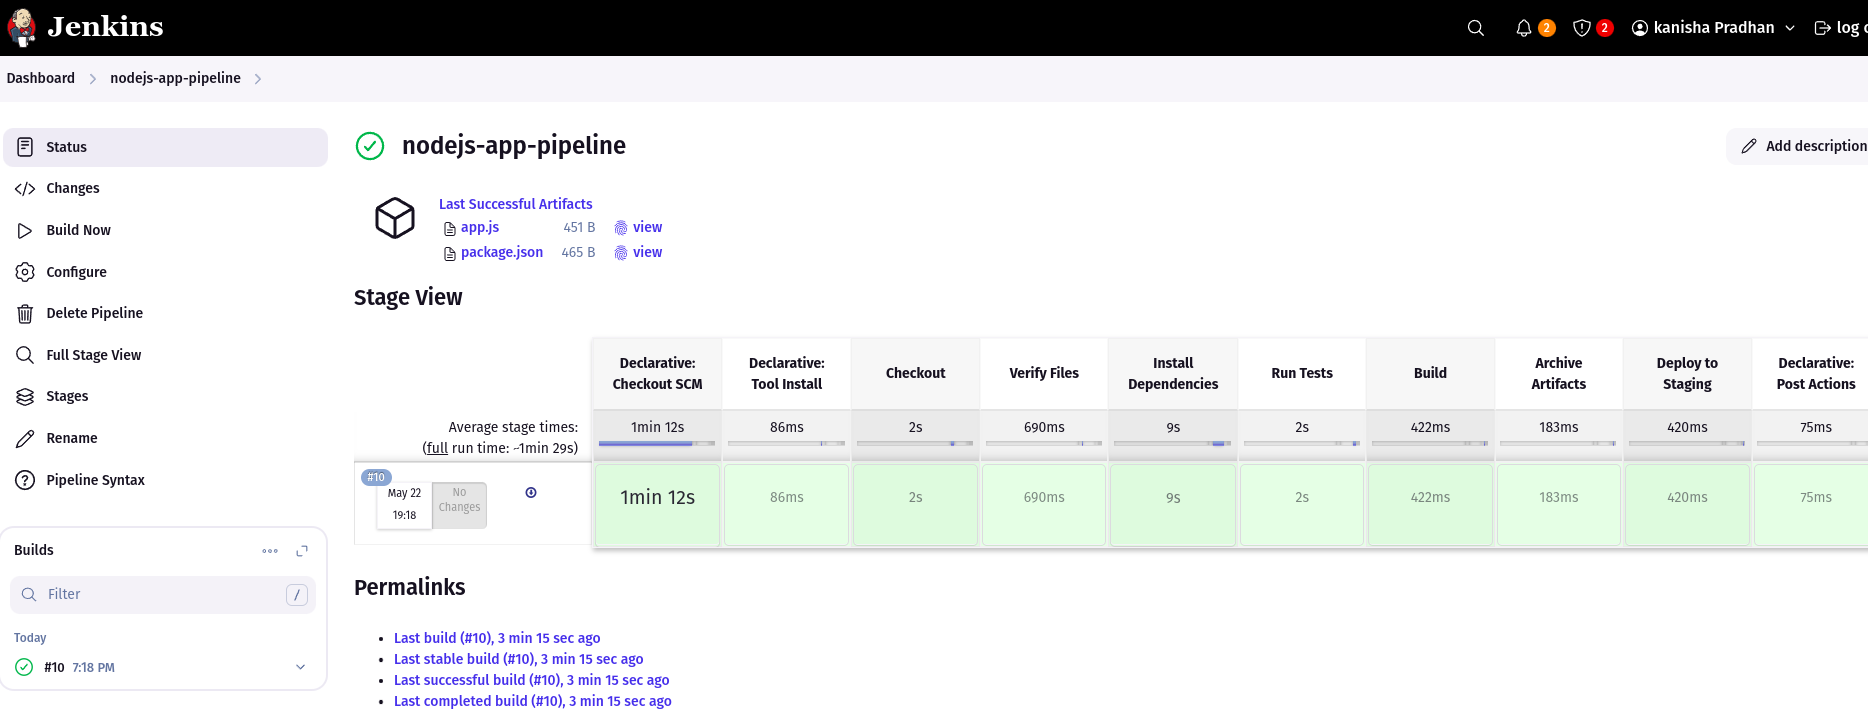 Jenkins
2
2
kanisha Pradhan
log
Dashboard
nodejs-app-pipeline
Status
Changes
Build Now
Configure
Delete Pipeline
Full Stage View
Stages
Rename
Pipeline Syntax
Builds
Filter
/
Today
#10 7:18 PM
nodejs-app-pipeline
Add description
Last Successful Artifacts
app.js 451 B view
package.json 465 B view
Stage View
Declarative: Checkout SCM
Declarative: Tool Install
Checkout
Verify Files
Install Dependencies
Run Tests
Build
Archive Artifacts
Deploy to Staging
Declarative: Post Actions
Average stage times:
(full run time: ~1min 29s)
1min 12s 86ms 2s 690ms 9s 2s 422ms 183ms 420ms 75ms
#10
May 22
19:18
No Changes
1min 12s 86ms 2s 690ms 9s 2s 422ms 183ms 420ms 75ms
Permalinks
Last build (#10), 3 min 15 sec ago
Last stable build (#10), 3 min 15 sec ago
Last successful build (#10), 3 min 15 sec ago
Last completed build (#10), 3 min 15 sec ago